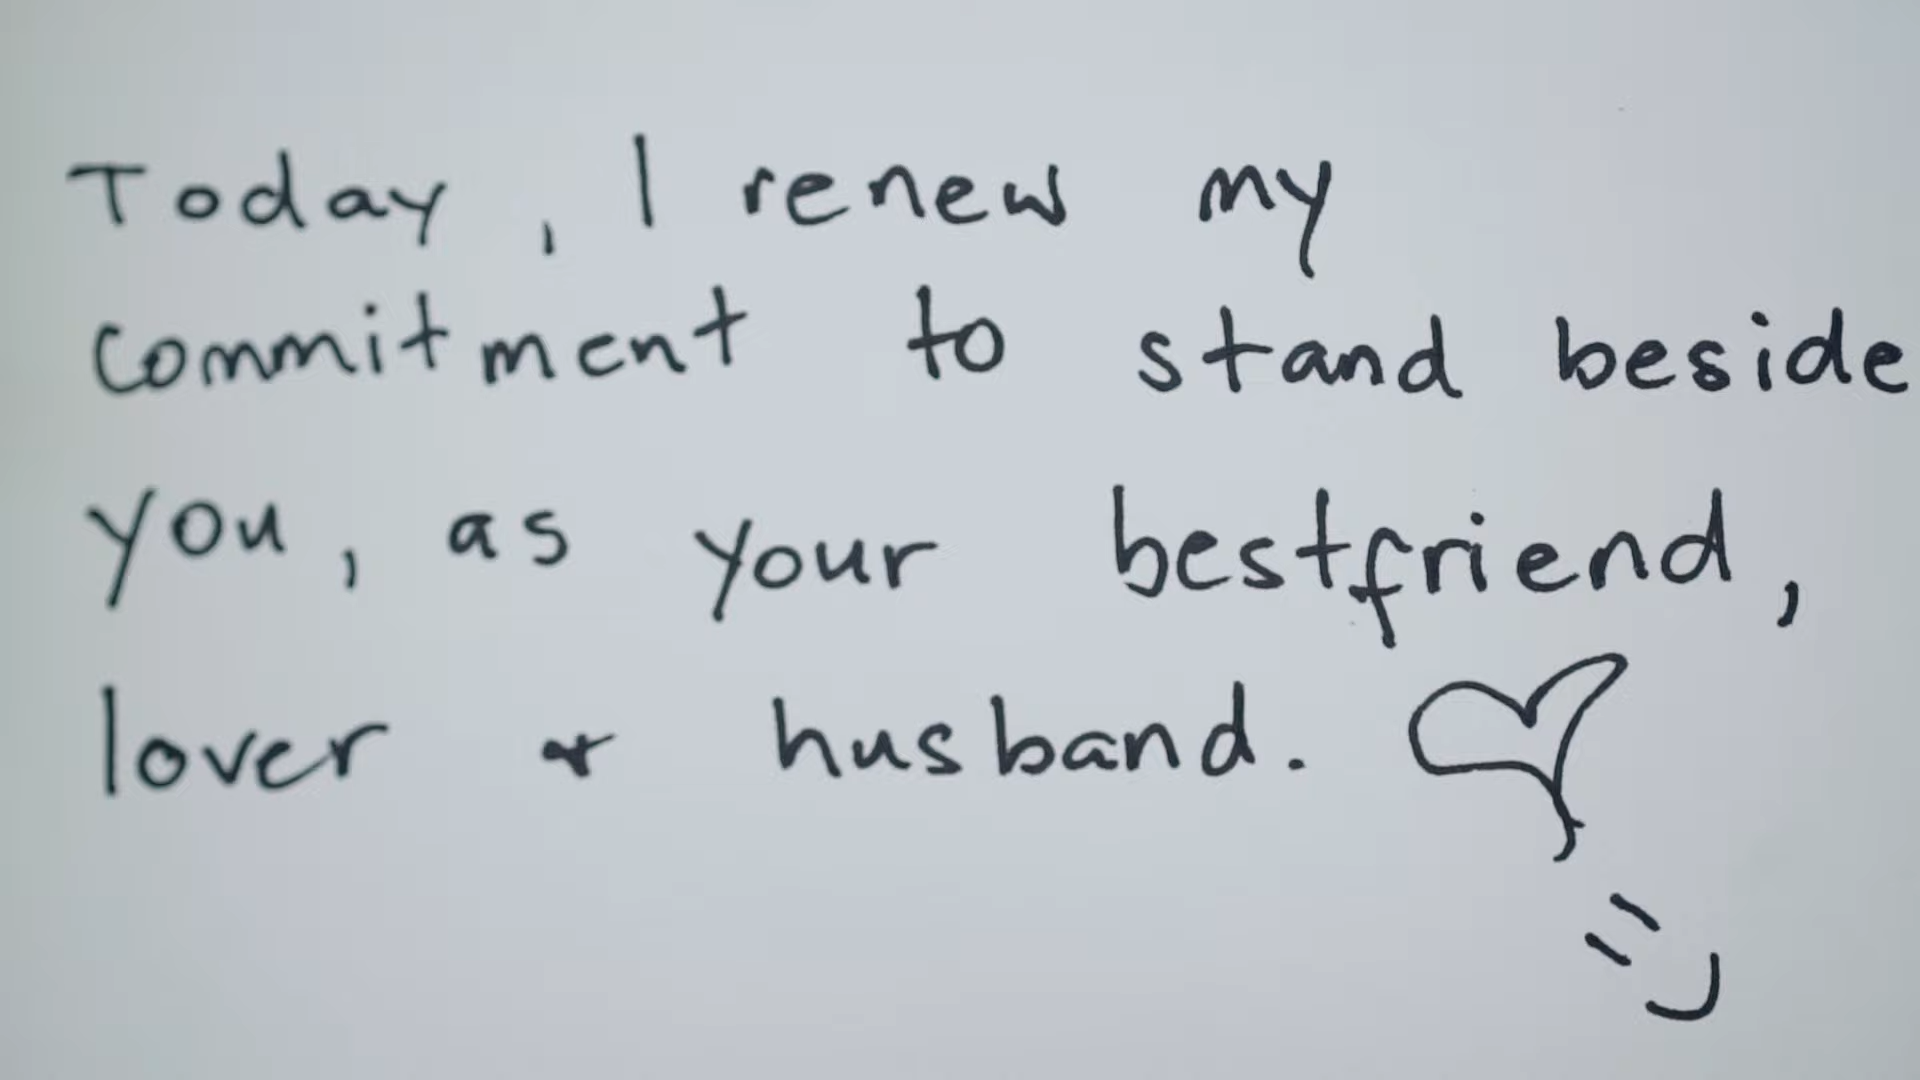 Today, I renew my
commitment to stand beside
you, as your bestfriend,
lover & husband.